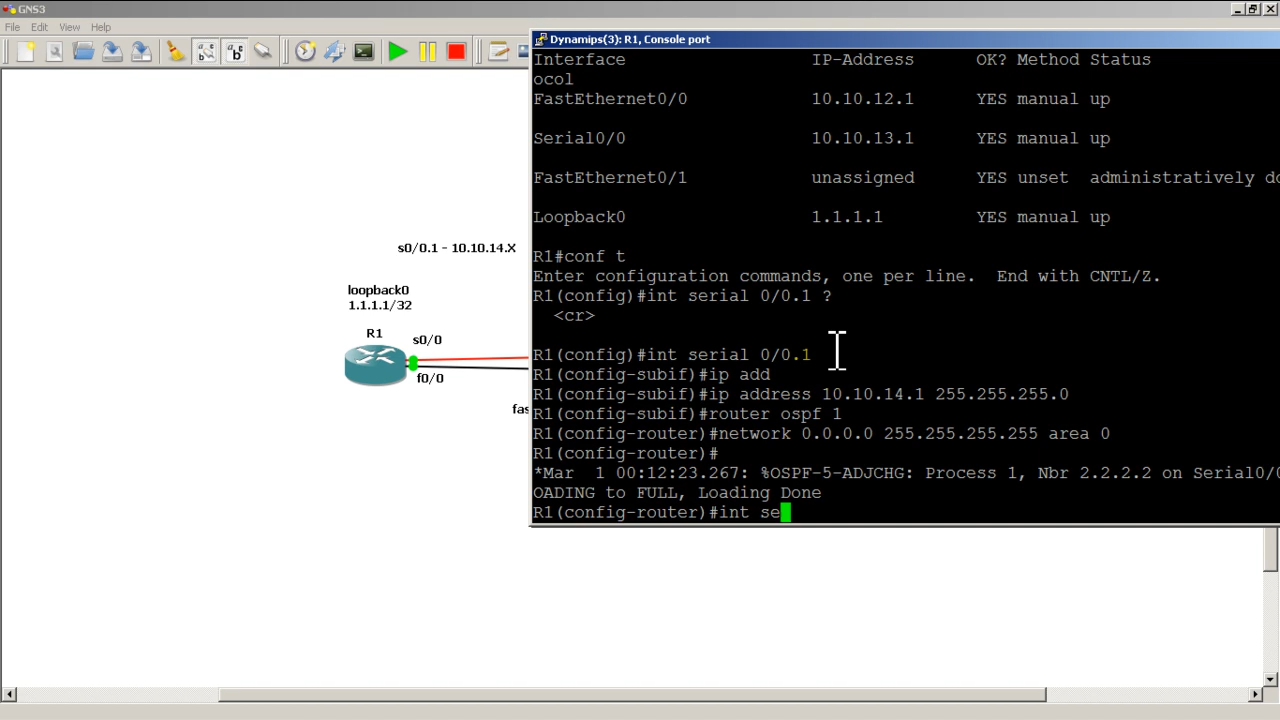 GNS3
File Edit View Help
Dynamips(3): R1, Console port
Interface IP-Address OK? Method Status
ocol
FastEthernet0/0 10.10.12.1 YES manual up
Serial0/0 10.10.13.1 YES manual up
FastEthernet0/1 unassigned YES unset administratively do
Loopback0 1.1.1.1 YES manual up
R1#conf t
Enter configuration commands, one per line. End with CNTL/Z.
R1(config)#int serial 0/0.1 ?
<cr>
R1(config)#int serial 0/0.1
R1(config-subif)#ip add
R1(config-subif)#ip address 10.10.14.1 255.255.255.0
R1(config-subif)#router ospf 1
R1(config-router)#network 0.0.0.0 255.255.255.255 area 0
R1(config-router)#
*Mar 1 00:12:23.267: %OSPF-5-ADJCHG: Process 1, Nbr 2.2.2.2 on Serial0/0
OADING to FULL, Loading Done
R1(config-router)#int se
s0/0.1 - 10.10.14.X
loopback0
1.1.1.1/32
R1
s0/0
f0/0
fas